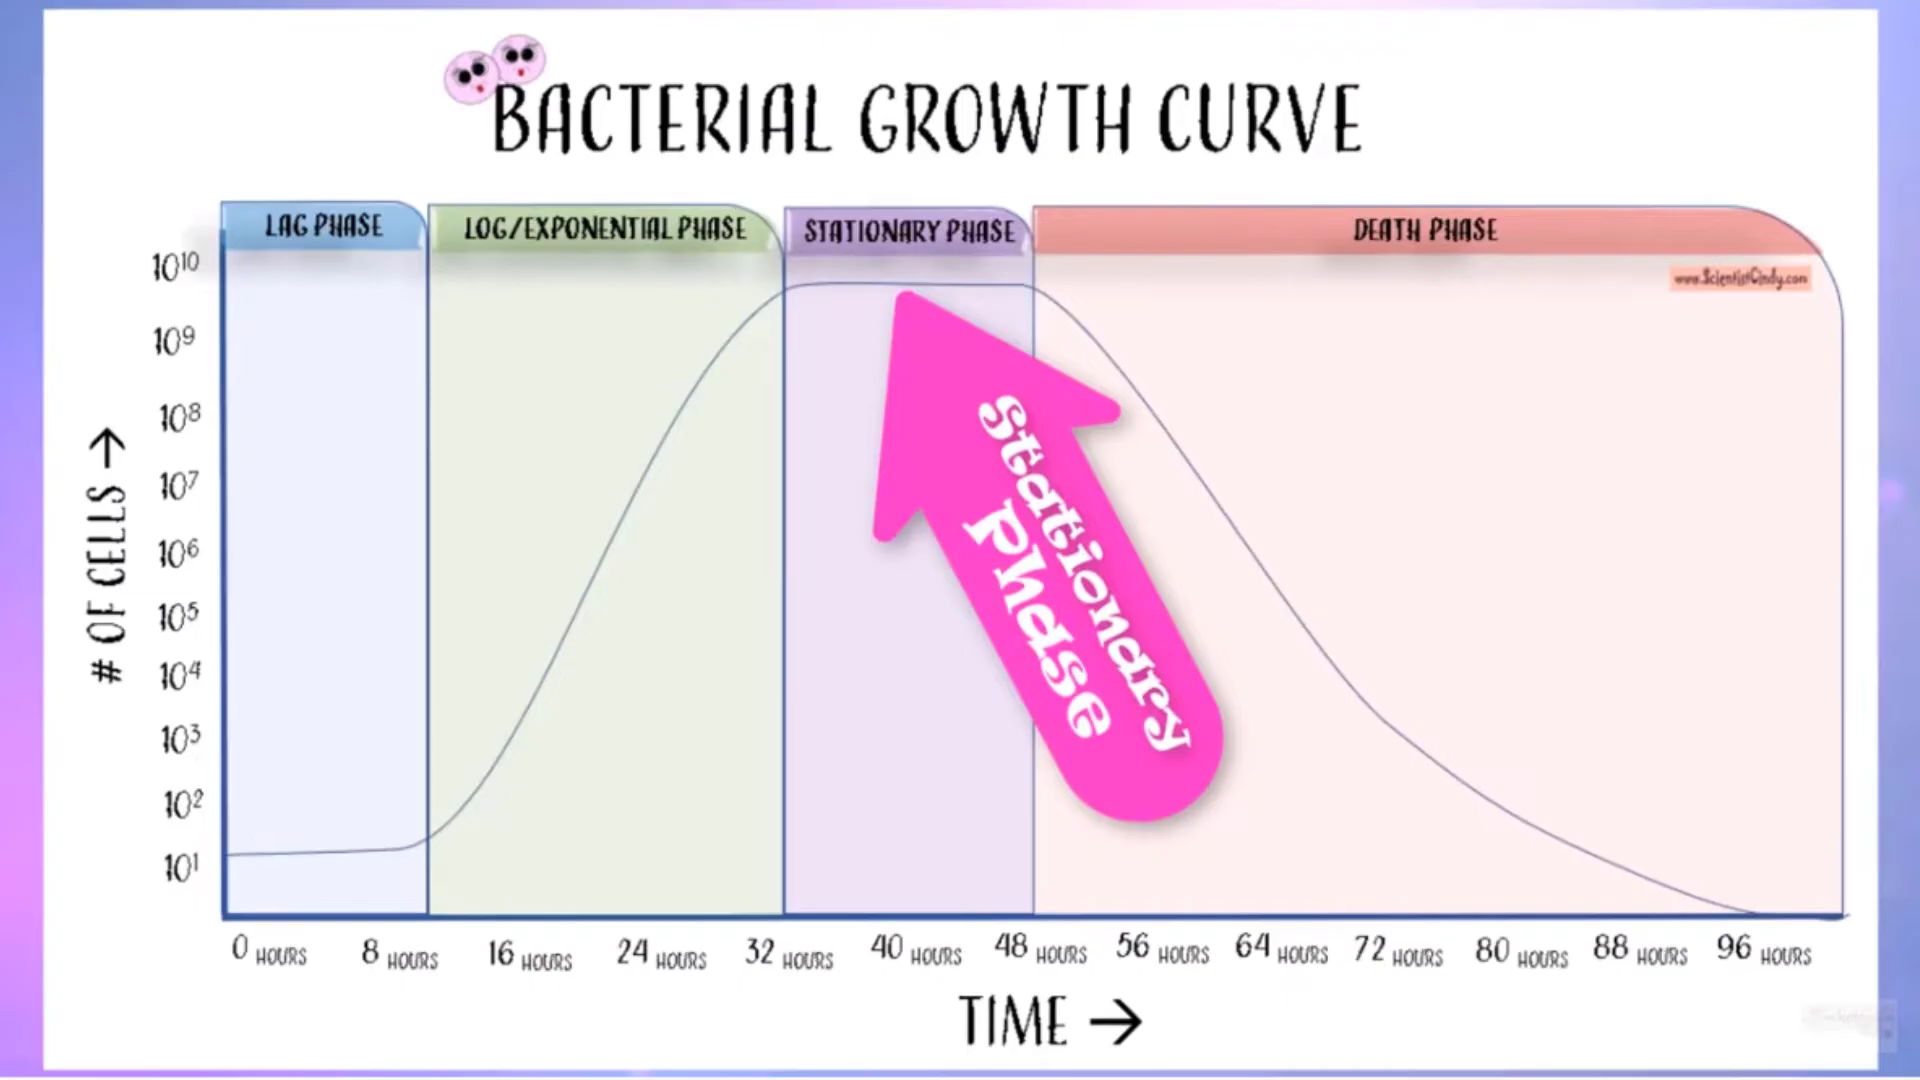 BACTERIAL GROWTH CURVE
LAG PHASE
LOG/EXPONENTIAL PHASE
STATIONARY PHASE
DEATH PHASE
www.ScientistCindy.com
10¹⁰
10⁹
10⁸
10⁷
10⁶
10⁵
10⁴
10³
10²
10¹
# OF CELLS →
Stationary
Phase
0 HOURS
8 HOURS
16 HOURS
24 HOURS
32 HOURS
40 HOURS
48 HOURS
56 HOURS
64 HOURS
72 HOURS
80 HOURS
88 HOURS
96 HOURS
TIME →